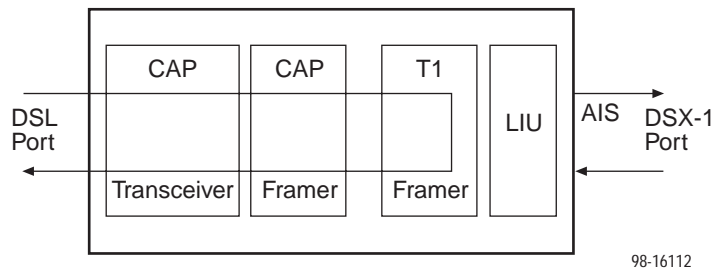 CAP
CAP
T1
DSL
Port
LIU
AIS
DSX-1
Port
Transceiver
Framer
Framer
98-16112